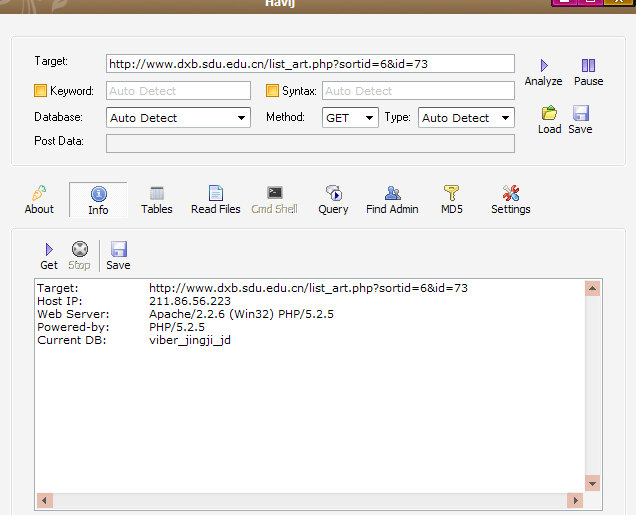 Havij
Target: http://www.dxb.sdu.edu.cn/list_art.php?sortid=6&id=73
Analyze Pause
Keyword: Auto Detect Syntax: Auto Detect
Database: Auto Detect Method: GET Type: Auto Detect
Load Save
Post Data:
About Info Tables Read Files Cmd Shell Query Find Admin MD5 Settings
Get Stop Save
Target: http://www.dxb.sdu.edu.cn/list_art.php?sortid=6&id=73
Host IP: 211.86.56.223
Web Server: Apache/2.2.6 (Win32) PHP/5.2.5
Powered-by: PHP/5.2.5
Current DB: viber_jingji_jd